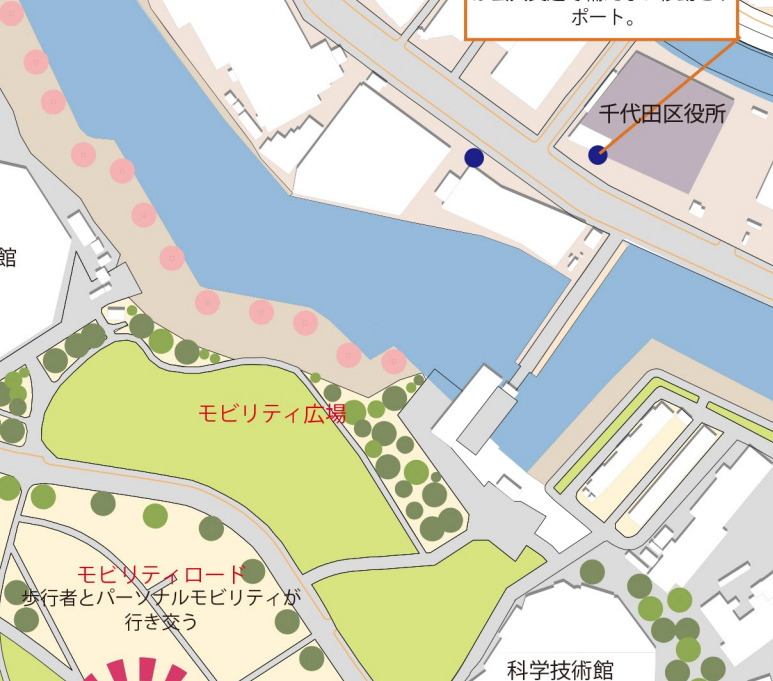 ポート。
千代田区役所
館
モビリティ広場
モビリティロード
歩行者とパーソナルモビリティが
行き交う
科学技術館